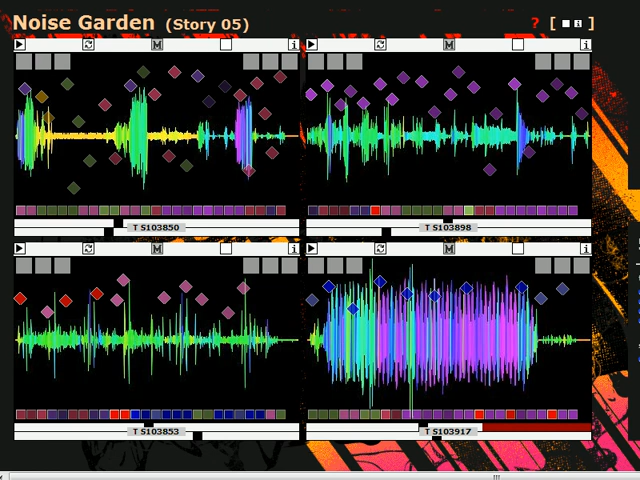 Noise Garden (Story 05)
? [ i ]
M i
M i
T S103850
T S103898
M i
M i
T S103853
T S103917